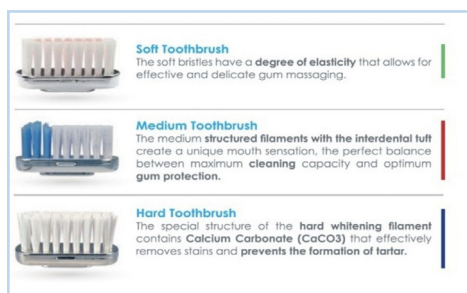 Soft Toothbrush
The soft bristles have a degree of elasticity that allows for
effective and delicate gum massaging.
Medium Toothbrush
The medium structured filaments with the interdental tuft
create a unique mouth sensation, the perfect balance
between maximum cleaning capacity and optimum
gum protection.
Hard Toothbrush
The special structure of the hard whitening filament
contains Calcium Carbonate (CaCO3) that effectively
removes stains and prevents the formation of tartar.